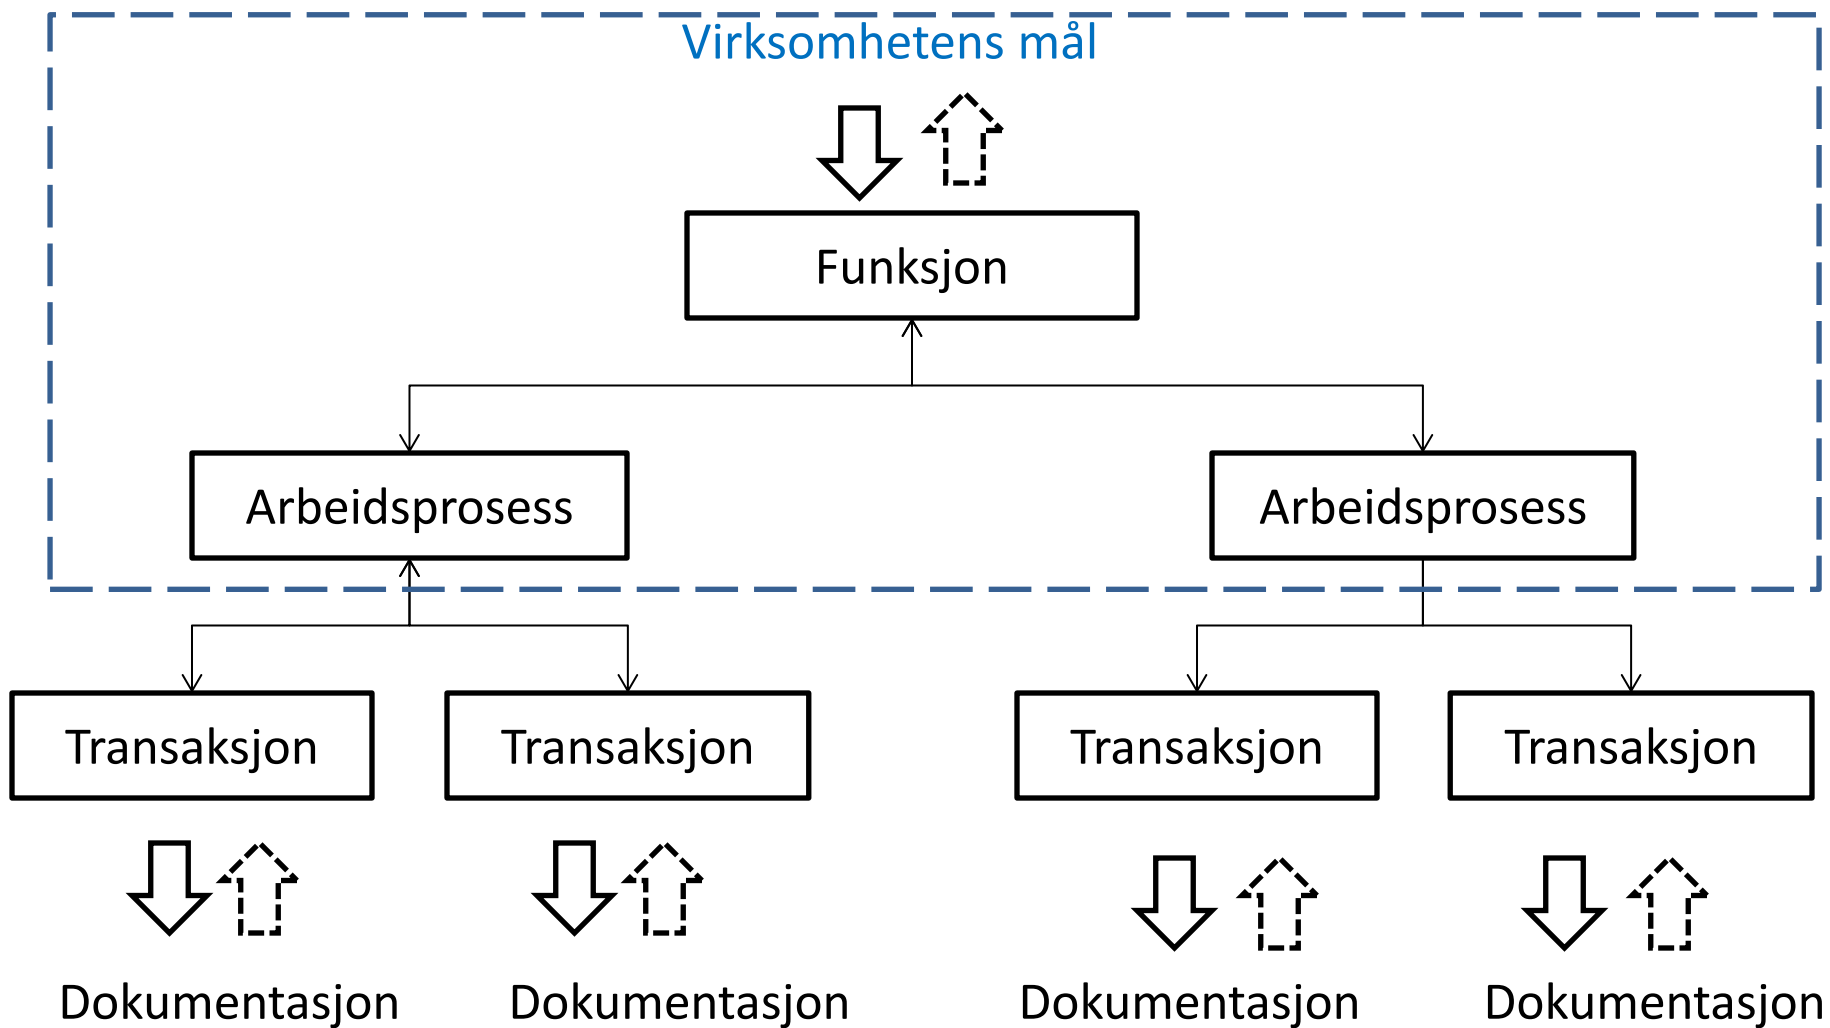 Virksomhetens mål
Funksjon
Arbeidsprosess
Arbeidsprosess
Transaksjon
Transaksjon
Transaksjon
Transaksjon
Dokumentasjon
Dokumentasjon
Dokumentasjon
Dokumentasjon